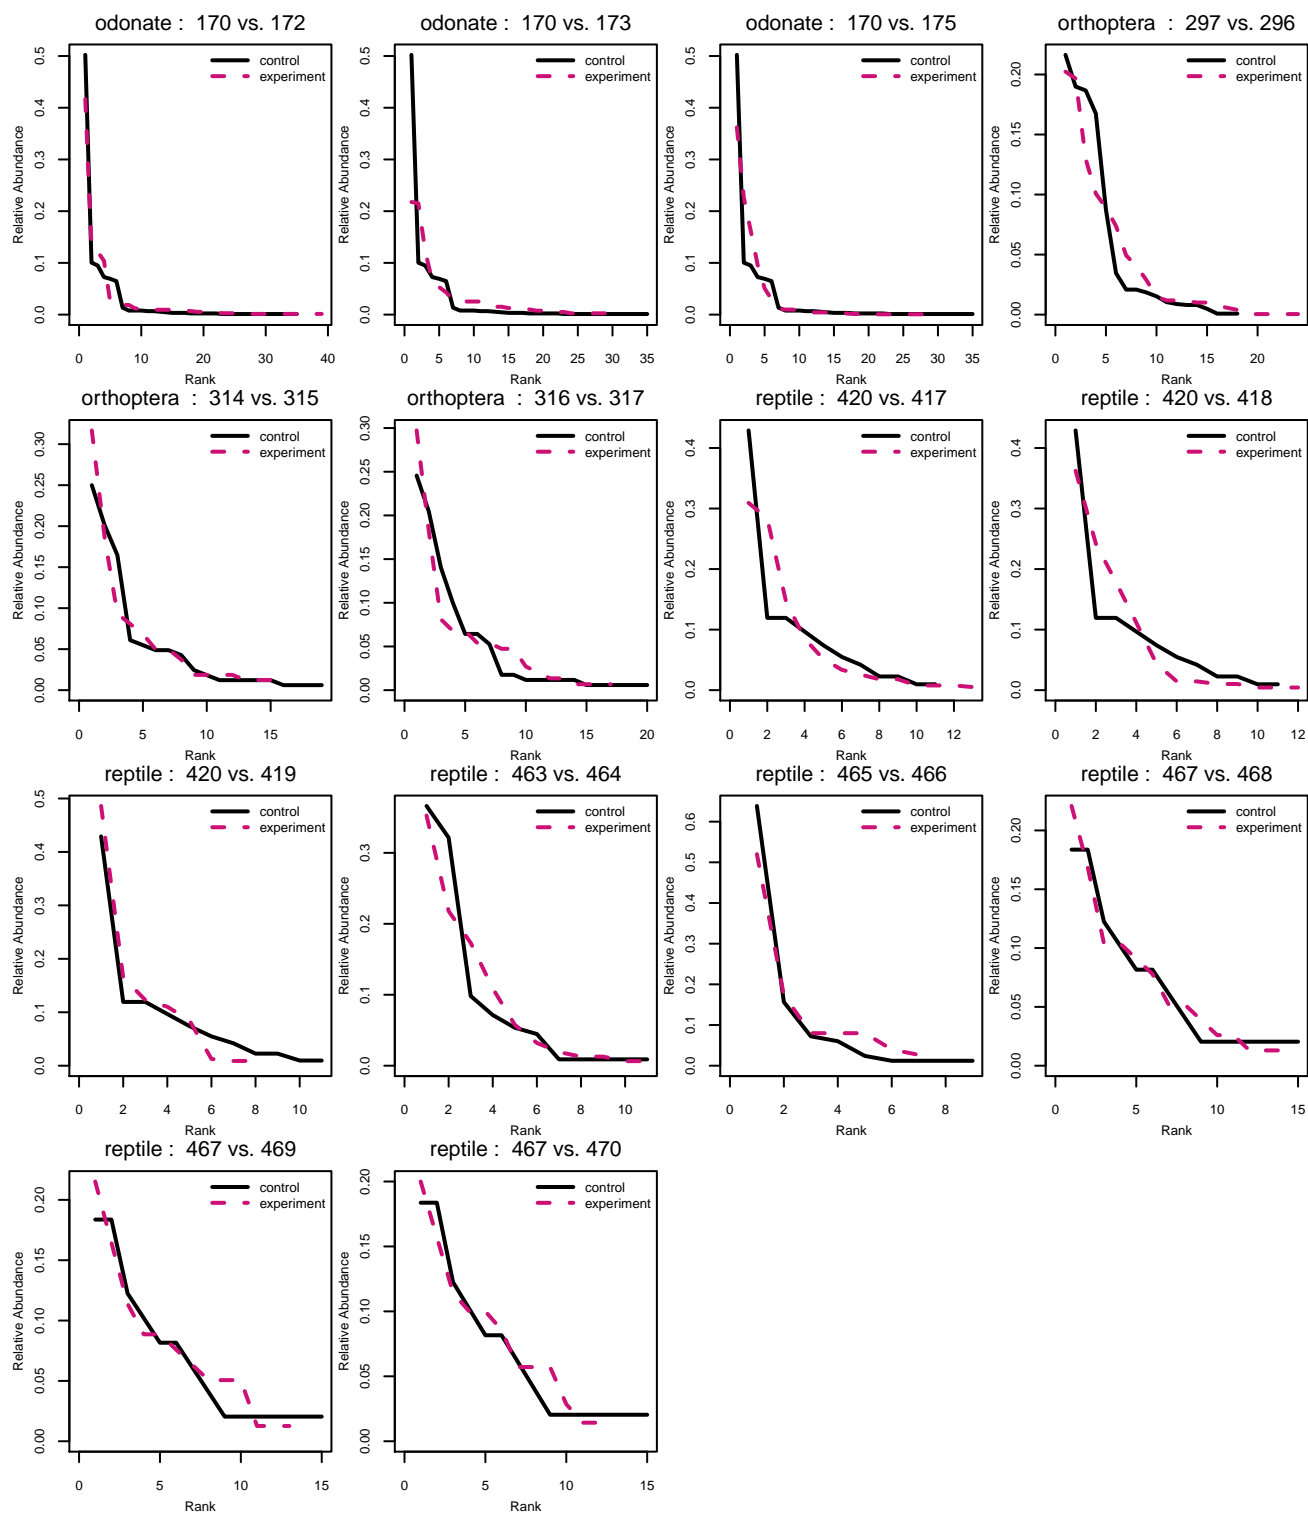 odonate : 170 vs. 172
odonate : 170 vs. 173
odonate : 170 vs. 175
orthoptera : 297 vs. 296
control
experiment
Relative Abundance
0.0 0.1 0.2 0.3 0.4 0.5
0 10 20 30 40
Rank
control
experiment
Relative Abundance
0.0 0.1 0.2 0.3 0.4 0.5
0 5 10 15 20 25 30 35
Rank
control
experiment
Relative Abundance
0.0 0.1 0.2 0.3 0.4 0.5
0 5 10 15 20 25 30 35
Rank
control
experiment
Relative Abundance
0.00 0.05 0.10 0.15 0.20
0 5 10 15 20
Rank
orthoptera : 314 vs. 315
orthoptera : 316 vs. 317
reptile : 420 vs. 417
reptile : 420 vs. 418
control
experiment
Relative Abundance
0.00 0.05 0.10 0.15 0.20 0.25 0.30
0 5 10 15
Rank
control
experiment
Relative Abundance
0.00 0.05 0.10 0.15 0.20 0.25 0.30
0 5 10 15 20
Rank
control
experiment
Relative Abundance
0.0 0.1 0.2 0.3 0.4
0 2 4 6 8 10 12
Rank
control
experiment
Relative Abundance
0.0 0.1 0.2 0.3 0.4
0 2 4 6 8 10 12
Rank
reptile : 420 vs. 419
reptile : 463 vs. 464
reptile : 465 vs. 466
reptile : 467 vs. 468
control
experiment
Relative Abundance
0.0 0.1 0.2 0.3 0.4 0.5
0 2 4 6 8 10
Rank
control
experiment
Relative Abundance
0.0 0.1 0.2 0.3
0 2 4 6 8 10
Rank
control
experiment
Relative Abundance
0.0 0.1 0.2 0.3 0.4 0.5 0.6
0 2 4 6 8
Rank
control
experiment
Relative Abundance
0.00 0.05 0.10 0.15 0.20
0 5 10 15
Rank
reptile : 467 vs. 469
reptile : 467 vs. 470
control
experiment
Relative Abundance
0.00 0.05 0.10 0.15 0.20
0 5 10 15
Rank
control
experiment
Relative Abundance
0.00 0.05 0.10 0.15 0.20
0 5 10 15
Rank